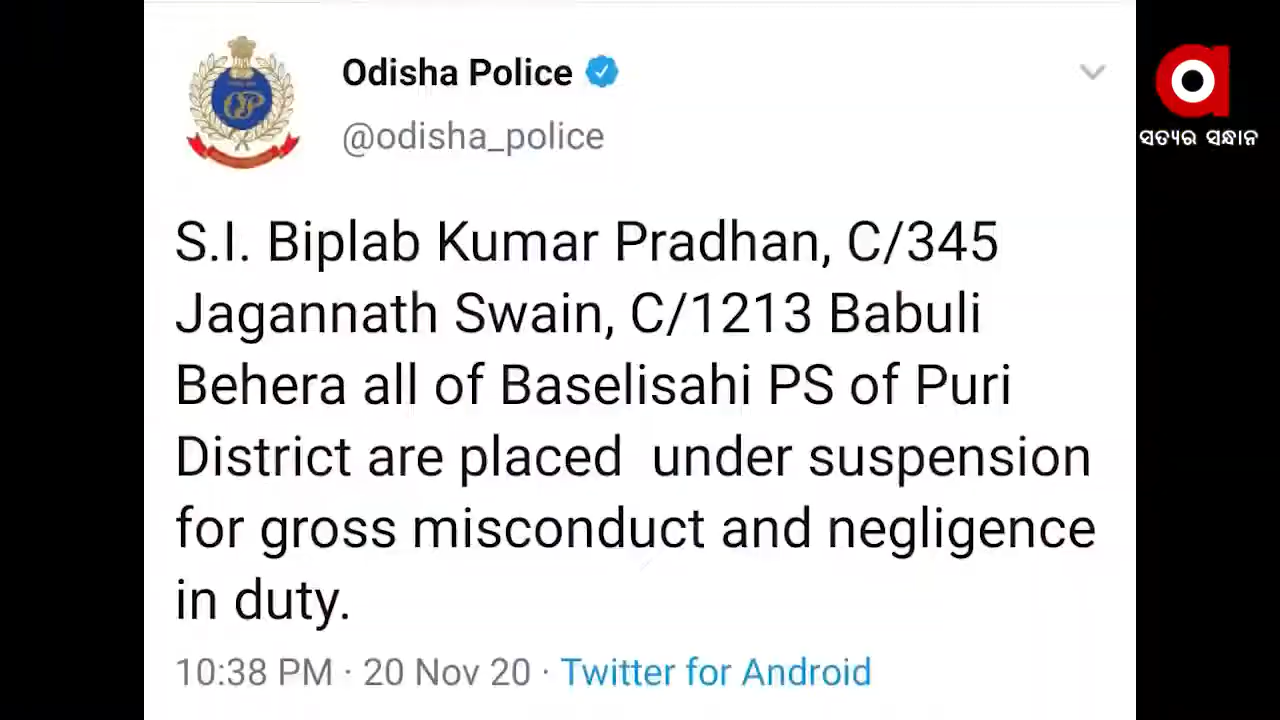 Odisha Police
@odisha_police
ସତ୍ୟର ସନ୍ଧାନ
S.I. Biplab Kumar Pradhan, C/345
Jagannath Swain, C/1213 Babuli
Behera all of Baselisahi PS of Puri
District are placed under suspension
for gross misconduct and negligence
in duty.
10:38 PM · 20 Nov 20 · Twitter for Android